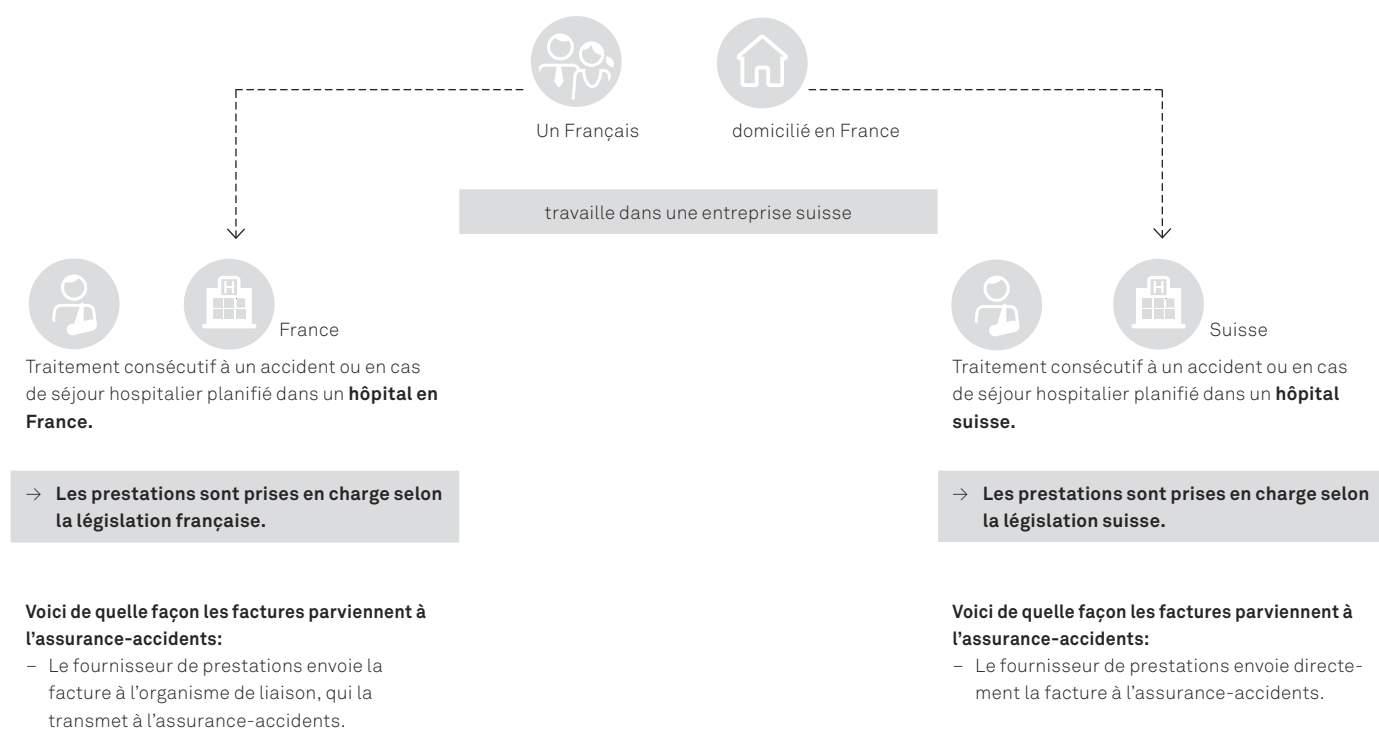 Un Français
domicilié en France
travaille dans une entreprise suisse
H
France
Traitement consécutif à un accident ou en cas
de séjour hospitalier planifié dans un hôpital en
France.
→ Les prestations sont prises en charge selon
la législation française.
Voici de quelle façon les factures parviennent à
l’assurance-accidents:
– Le fournisseur de prestations envoie la
facture à l’organisme de liaison, qui la
transmet à l’assurance-accidents.
H
Suisse
Traitement consécutif à un accident ou en cas
de séjour hospitalier planifié dans un hôpital
suisse.
→ Les prestations sont prises en charge selon
la législation suisse.
Voici de quelle façon les factures parviennent à
l’assurance-accidents:
– Le fournisseur de prestations envoie directe-
ment la facture à l’assurance-accidents.